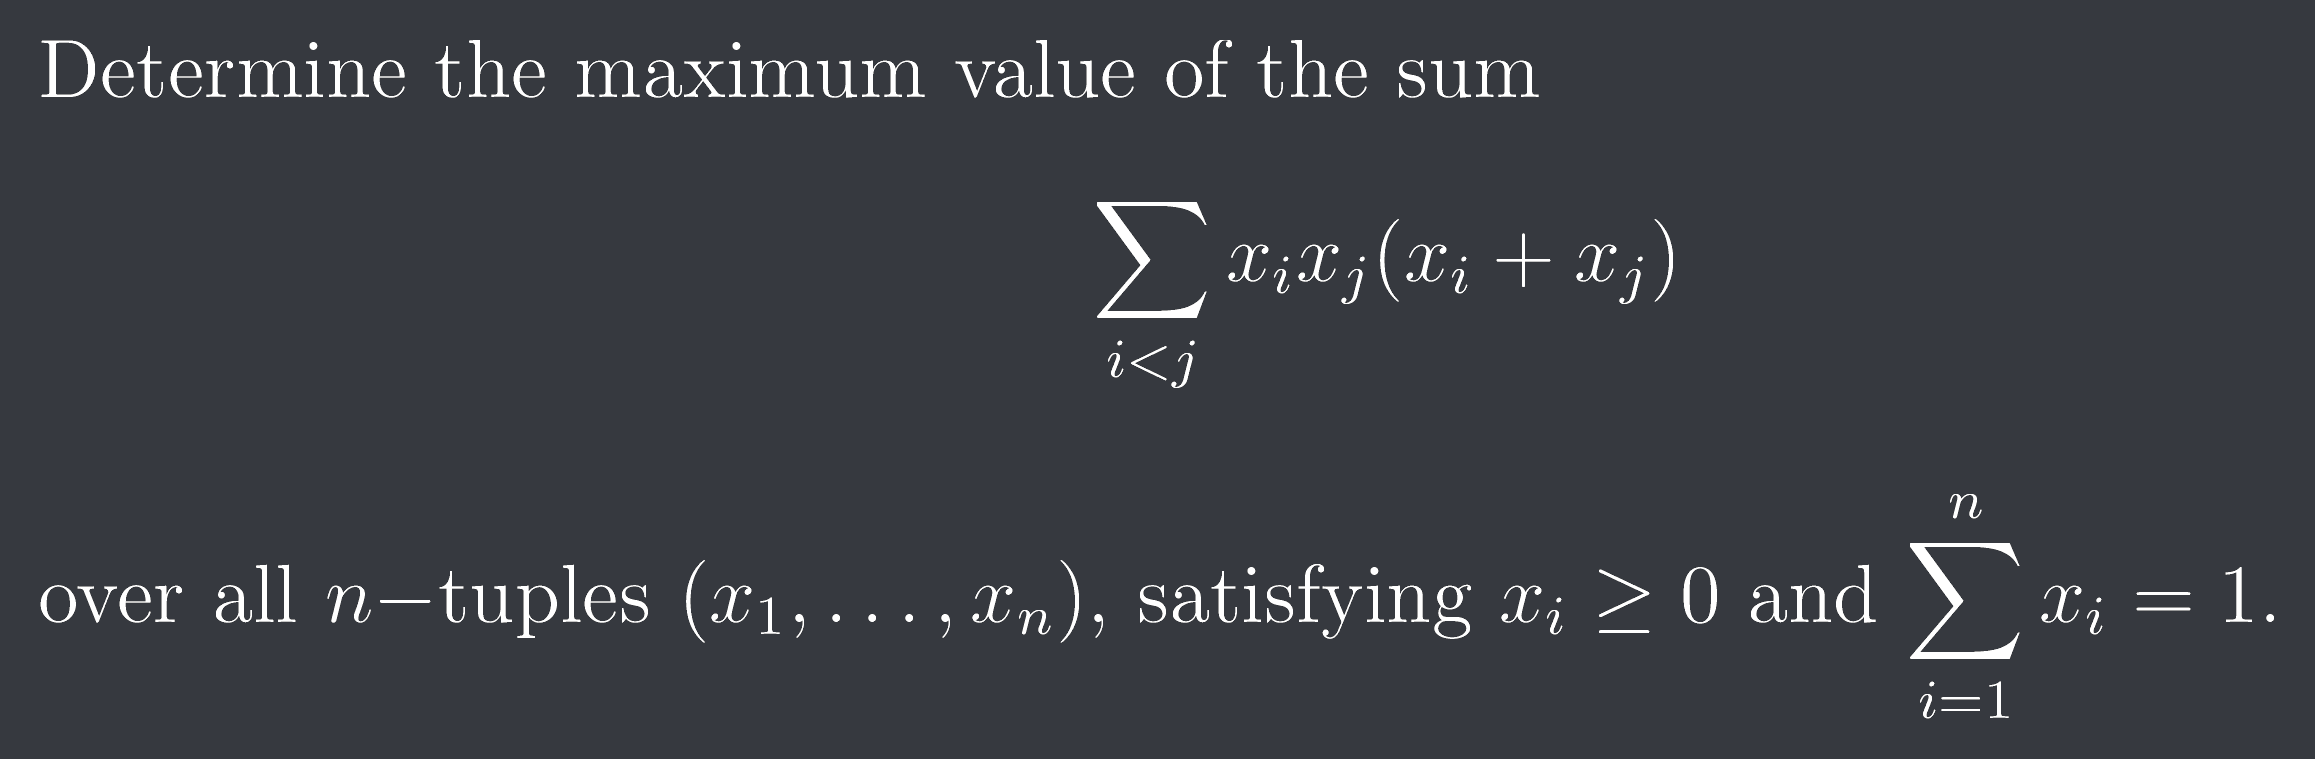 Determine the maximum value of the sum
$$\sum_{i<j} x_i x_j (x_i + x_j)$$
over all $n-$tuples $(x_1, \ldots, x_n)$, satisfying $x_i \geq 0$ and $\sum_{i=1}^{n} x_i = 1.$